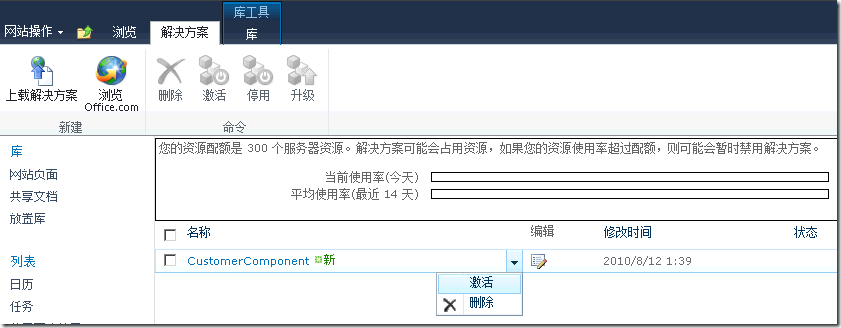 库工具
网站操作 浏览 解决方案 库
上载解决方案 浏览 Office.com 删除 激活 停用 升级
新建 命令
库
网站页面
共享文档
放置库
列表
日历
任务
您的资源配额是 300 个服务器资源。解决方案可能会占用资源，如果您的资源使用率超过配额，则可能会暂时禁用解决方案。
当前使用率(今天)
平均使用率(最近 14 天)
名称 编辑 修改时间 状态
CustomerComponent 新 2010/8/12 1:39
激活
删除